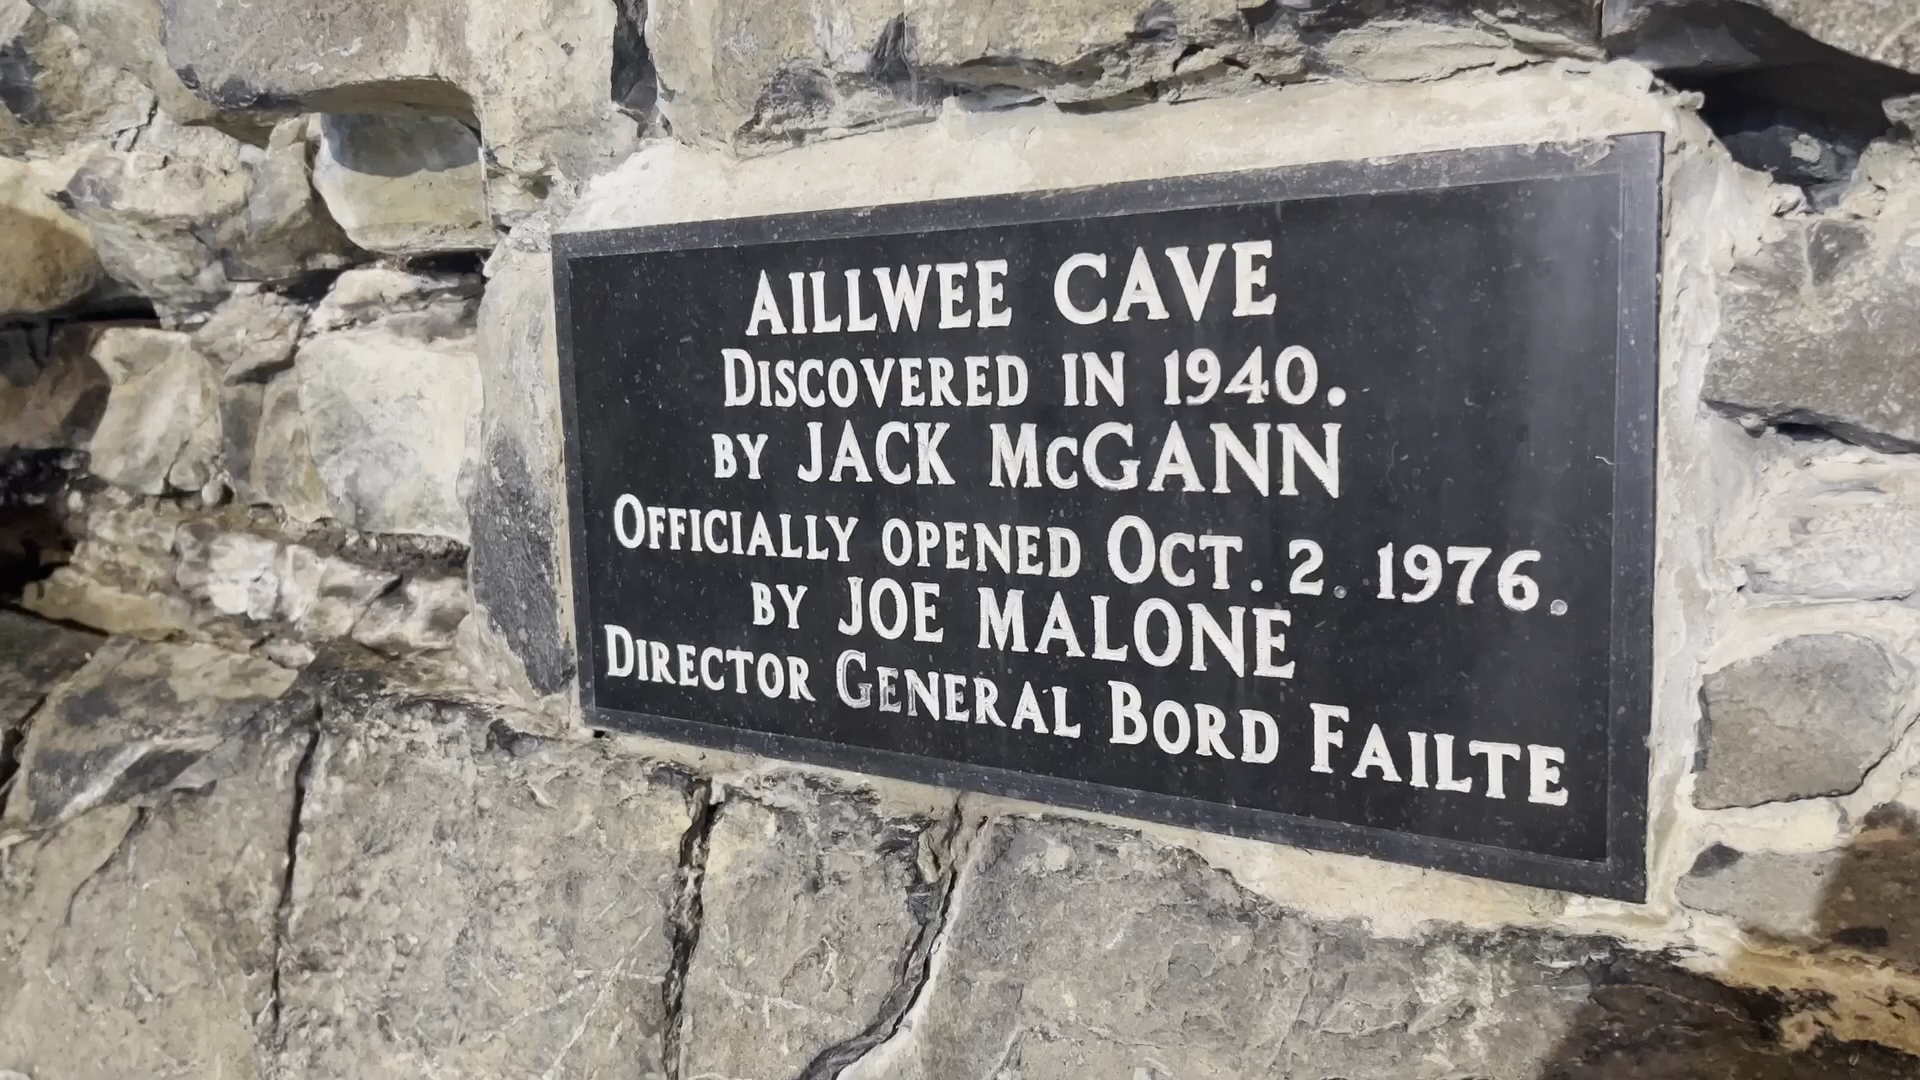 AILLWEE CAVE
DISCOVERED IN 1940.
BY JACK McGANN
OFFICIALLY OPENED OCT. 2. 1976.
BY JOE MALONE
DIRECTOR GENERAL BORD FAILTE